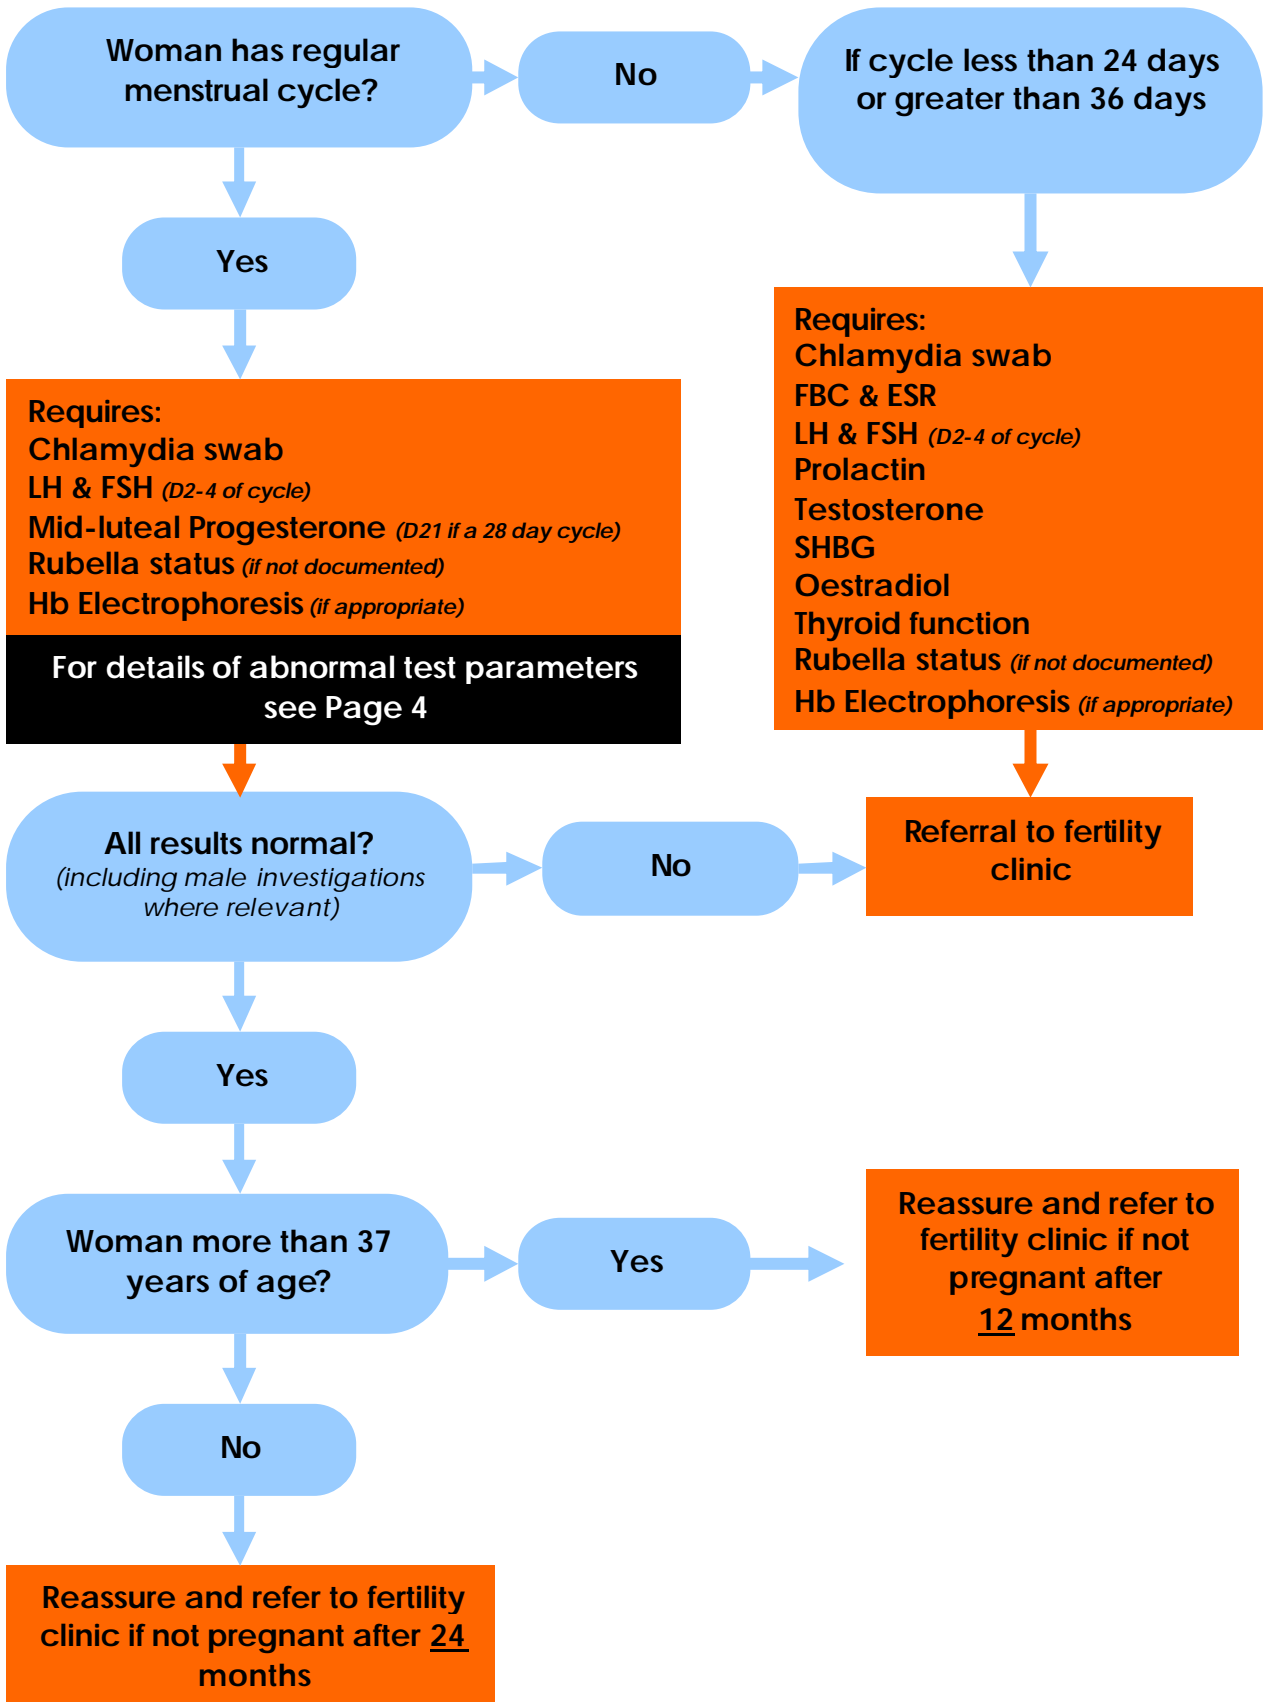 Woman has regular
menstrual cycle?
No
If cycle less than 24 days
or greater than 36 days
Yes
Requires:
Chlamydia swab
LH & FSH (D2-4 of cycle)
Mid-luteal Progesterone (D21 if a 28 day cycle)
Rubella status (if not documented)
Hb Electrophoresis (if appropriate)
For details of abnormal test parameters
see Page 4
Requires:
Chlamydia swab
FBC & ESR
LH & FSH (D2-4 of cycle)
Prolactin
Testosterone
SHBG
Oestradiol
Thyroid function
Rubella status (if not documented)
Hb Electrophoresis (if appropriate)
All results normal?
(including male investigations
where relevant)
No
Referral to fertility
clinic
Yes
Woman more than 37
years of age?
Yes
Reassure and refer to
fertility clinic if not
pregnant after
12 months
No
Reassure and refer to fertility
clinic if not pregnant after 24
months